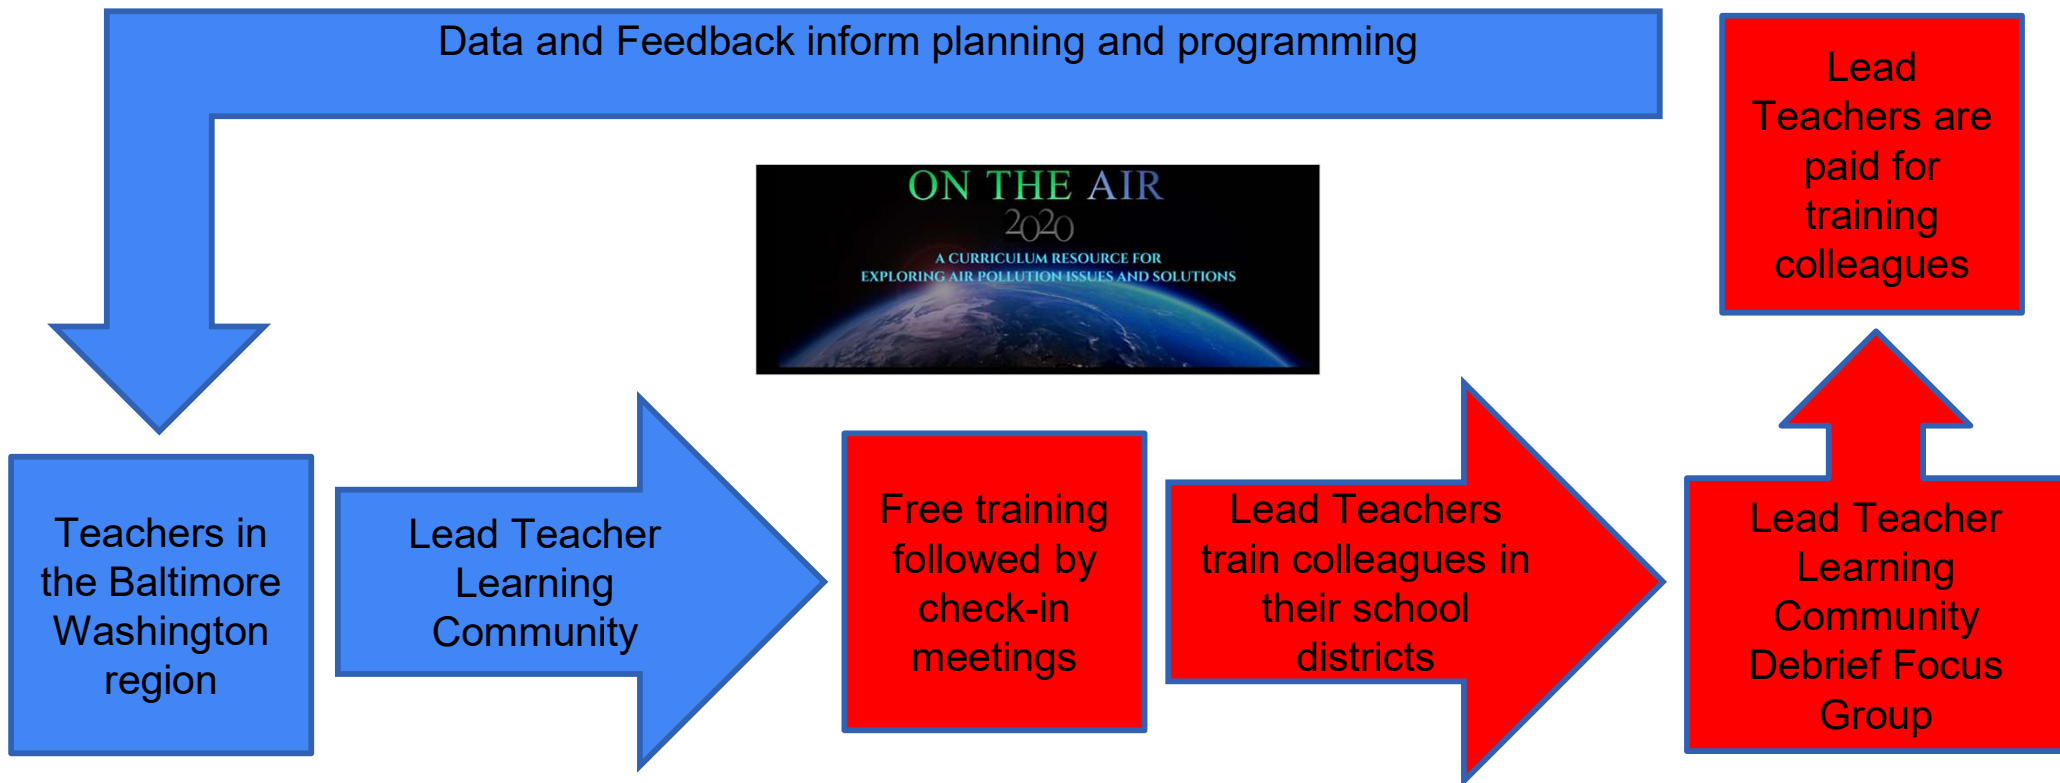 Data and Feedback inform planning and programming
Lead
Teachers are
paid for
training
colleagues
ON THE AIR
2020
A CURRICULUM RESOURCE FOR
EXPLORING AIR POLLUTION ISSUES AND SOLUTIONS
Teachers in
the Baltimore
Washington
region
Lead Teacher
Learning
Community
Free training
followed by
check-in
meetings
Lead Teachers
train colleagues in
their school
districts
Lead Teacher
Learning
Community
Debrief Focus
Group